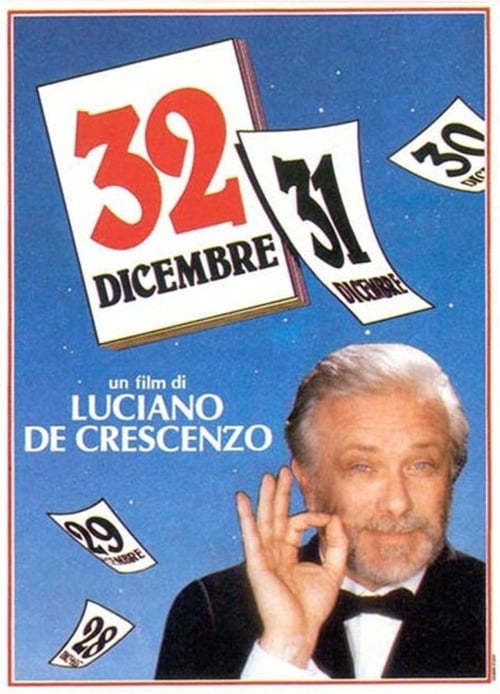 32
DICEMBRE
31
DICEMBRE
30
un film di
LUCIANO
DE CRESCENZO
29
28